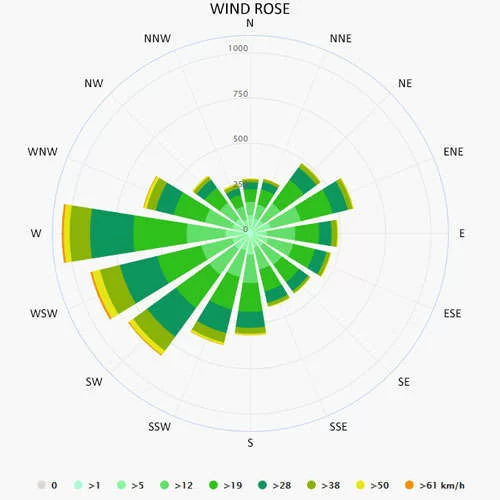 WIND ROSE
N
NNW
NNE
1000
NW
NE
750
500
WNW
ENE
250
0
W
E
WSW
ESE
SW
SE
SSW
SSE
S
0 >1 >5 >12 >19 >28 >38 >50 >61 km/h